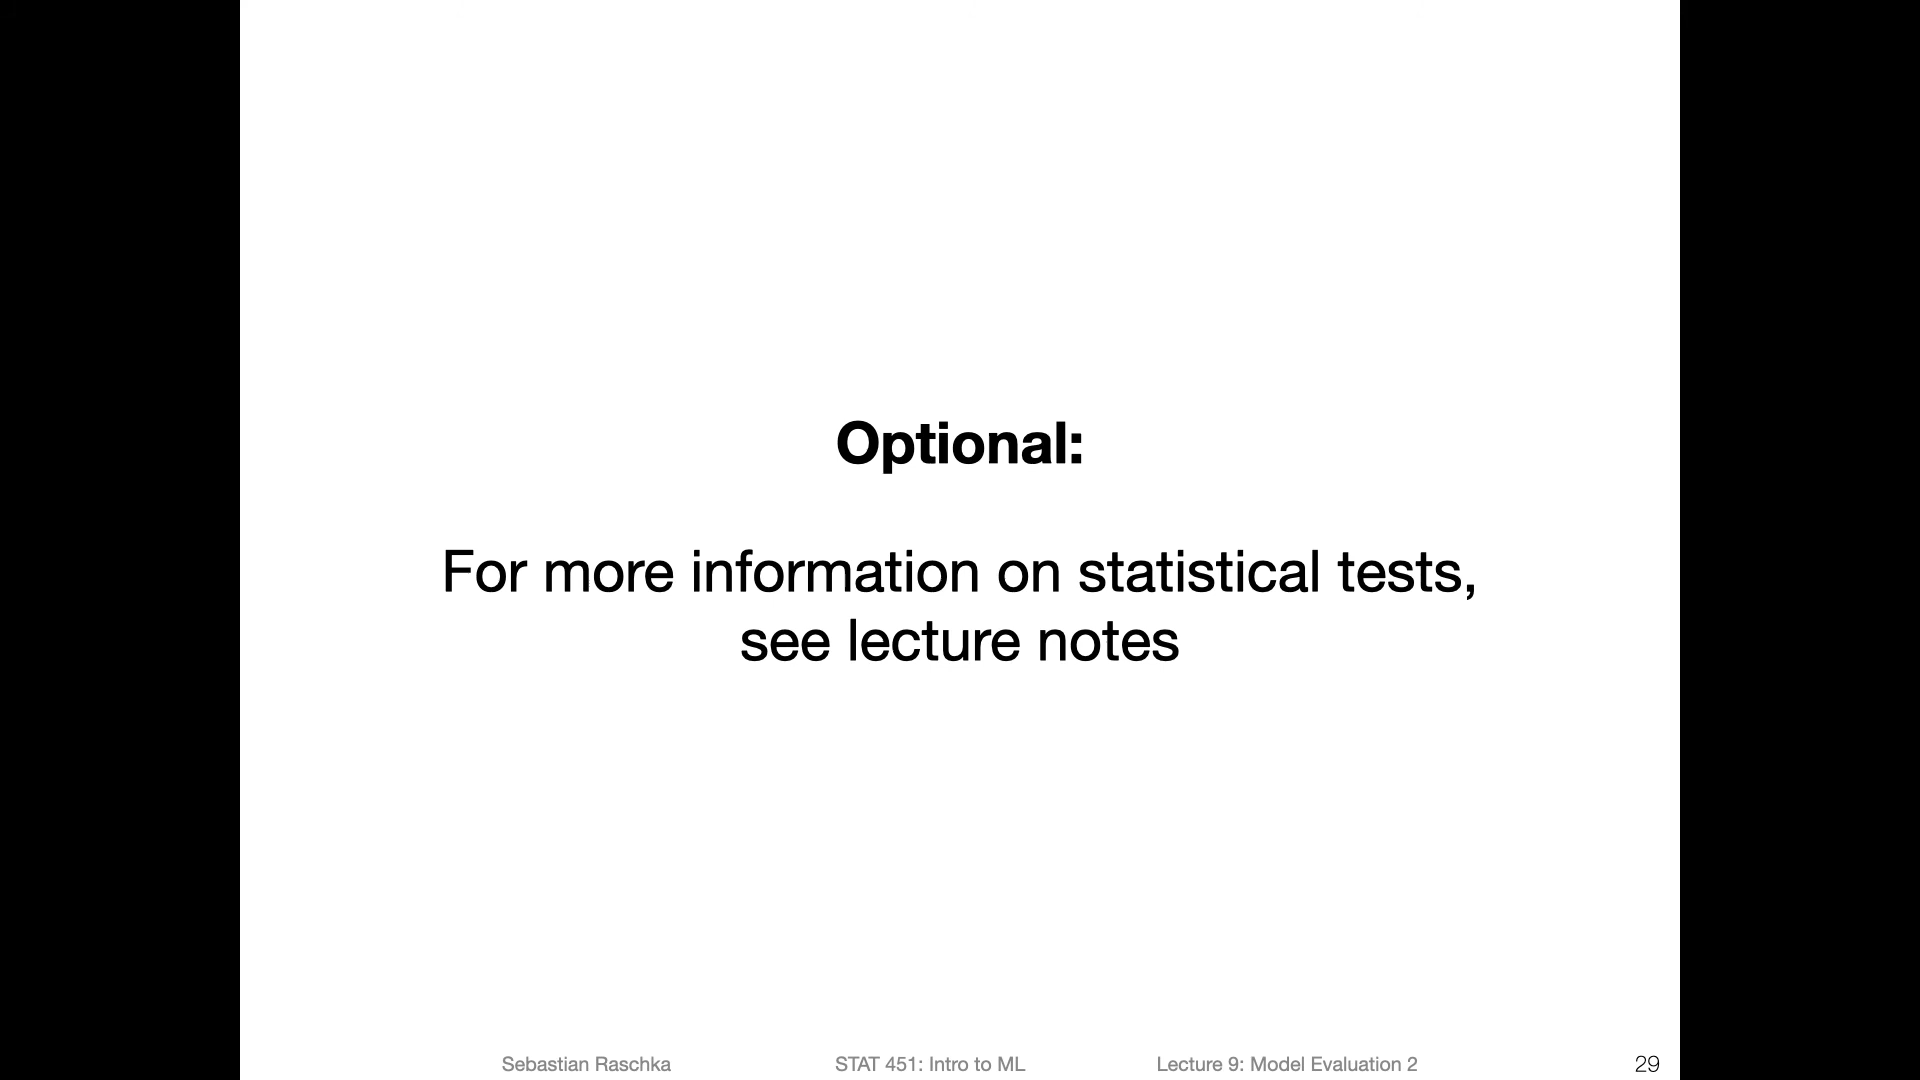 Optional:
For more information on statistical tests,
see lecture notes
Sebastian Raschka STAT 451: Intro to ML Lecture 9: Model Evaluation 2 29